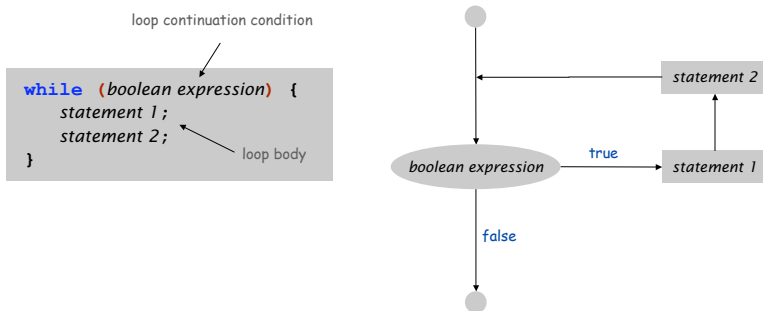 loop continuation condition
while (boolean expression) {
statement 1;
statement 2;
}
loop body
statement 2
boolean expression
true
statement 1
false